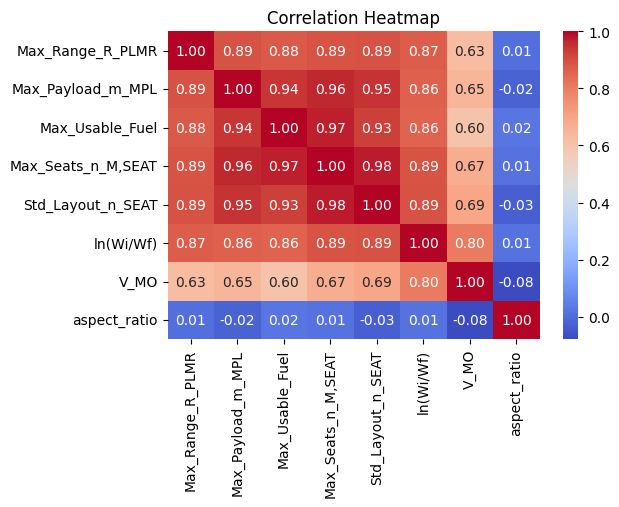 Correlation Heatmap
Max_Range_R_PLMR 1.00 0.89 0.88 0.89 0.89 0.87 0.63 0.01
Max_Payload_m_MPL 0.89 1.00 0.94 0.96 0.95 0.86 0.65 -0.02
Max_Usable_Fuel 0.88 0.94 1.00 0.97 0.93 0.86 0.60 0.02
Max_Seats_n_M,SEAT 0.89 0.96 0.97 1.00 0.98 0.89 0.67 0.01
Std_Layout_n_SEAT 0.89 0.95 0.93 0.98 1.00 0.89 0.69 -0.03
ln(Wi/Wf) 0.87 0.86 0.86 0.89 0.89 1.00 0.80 0.01
V_MO 0.63 0.65 0.60 0.67 0.69 0.80 1.00 -0.08
aspect_ratio 0.01 -0.02 0.02 0.01 -0.03 0.01 -0.08 1.00
Max_Range_R_PLMR
Max_Payload_m_MPL
Max_Usable_Fuel
Max_Seats_n_M,SEAT
Std_Layout_n_SEAT
ln(Wi/Wf)
V_MO
aspect_ratio
1.0
0.8
0.6
0.4
0.2
0.0